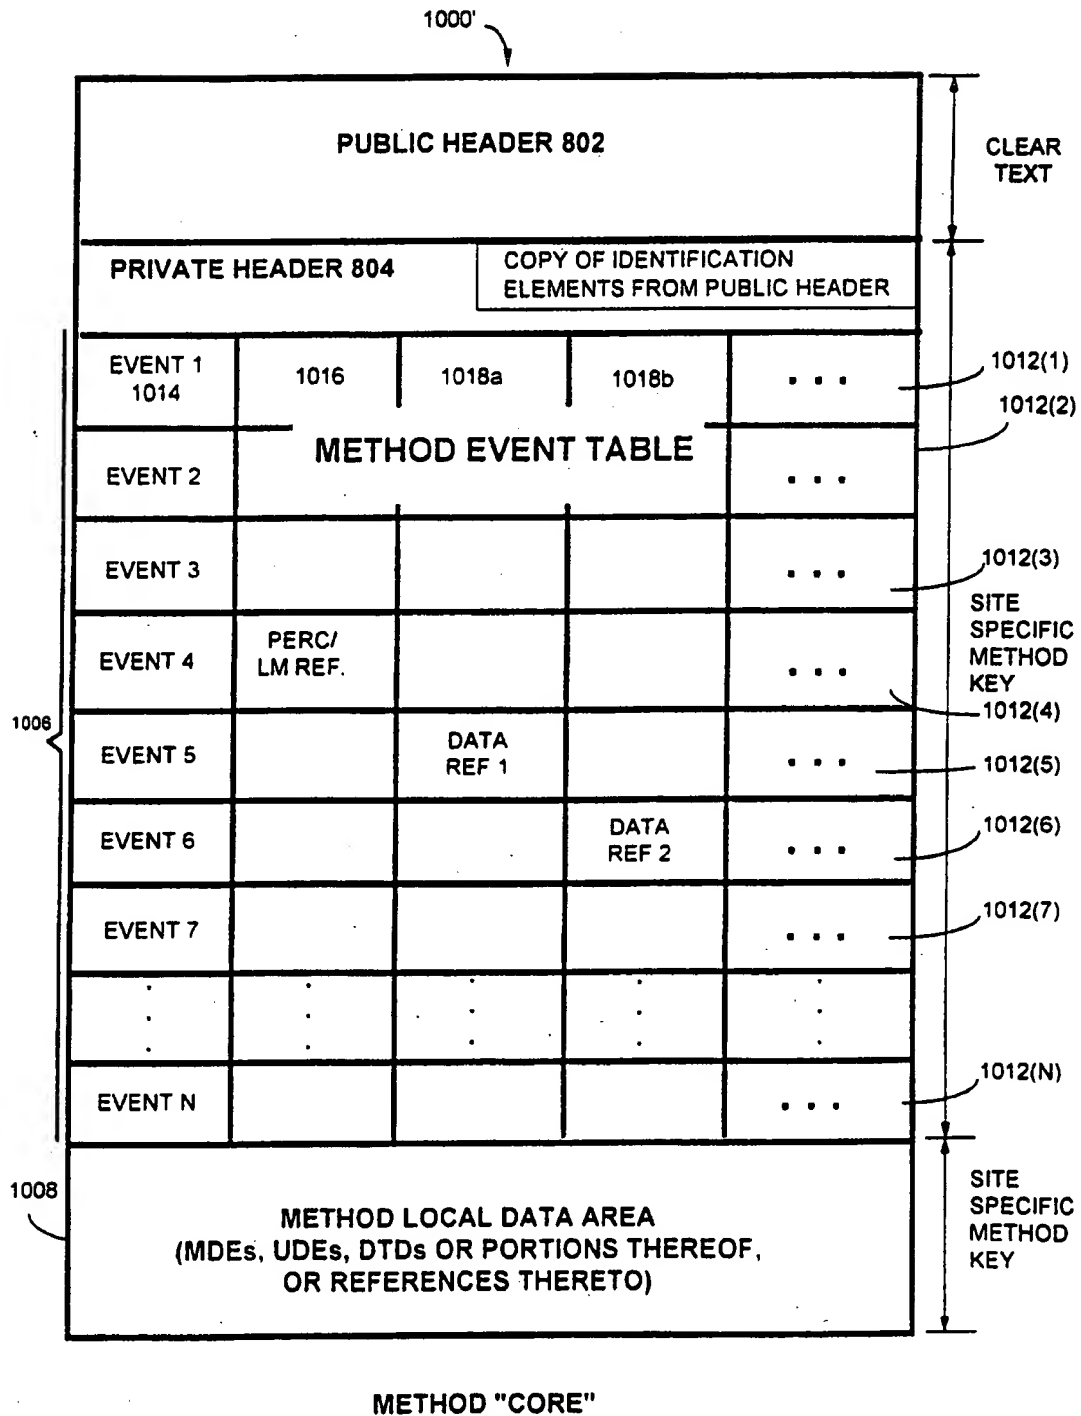 1000'
PUBLIC HEADER 802
CLEAR
TEXT
PRIVATE HEADER 804
COPY OF IDENTIFICATION
ELEMENTS FROM PUBLIC HEADER
EVENT 1
1014
1016
1018a
1018b
. . .
1012(1)
1012(2)
METHOD EVENT TABLE
EVENT 2
. . .
EVENT 3
. . .
1012(3)
SITE
SPECIFIC
METHOD
KEY
EVENT 4
PERC/
LM REF.
. . .
1012(4)
1006
EVENT 5
DATA
REF 1
. . .
1012(5)
EVENT 6
DATA
REF 2
. . .
1012(6)
EVENT 7
. . .
1012(7)
EVENT N
. . .
1012(N)
1008
METHOD LOCAL DATA AREA
(MDEs, UDEs, DTDs OR PORTIONS THEREOF,
OR REFERENCES THERETO)
SITE
SPECIFIC
METHOD
KEY
METHOD "CORE"